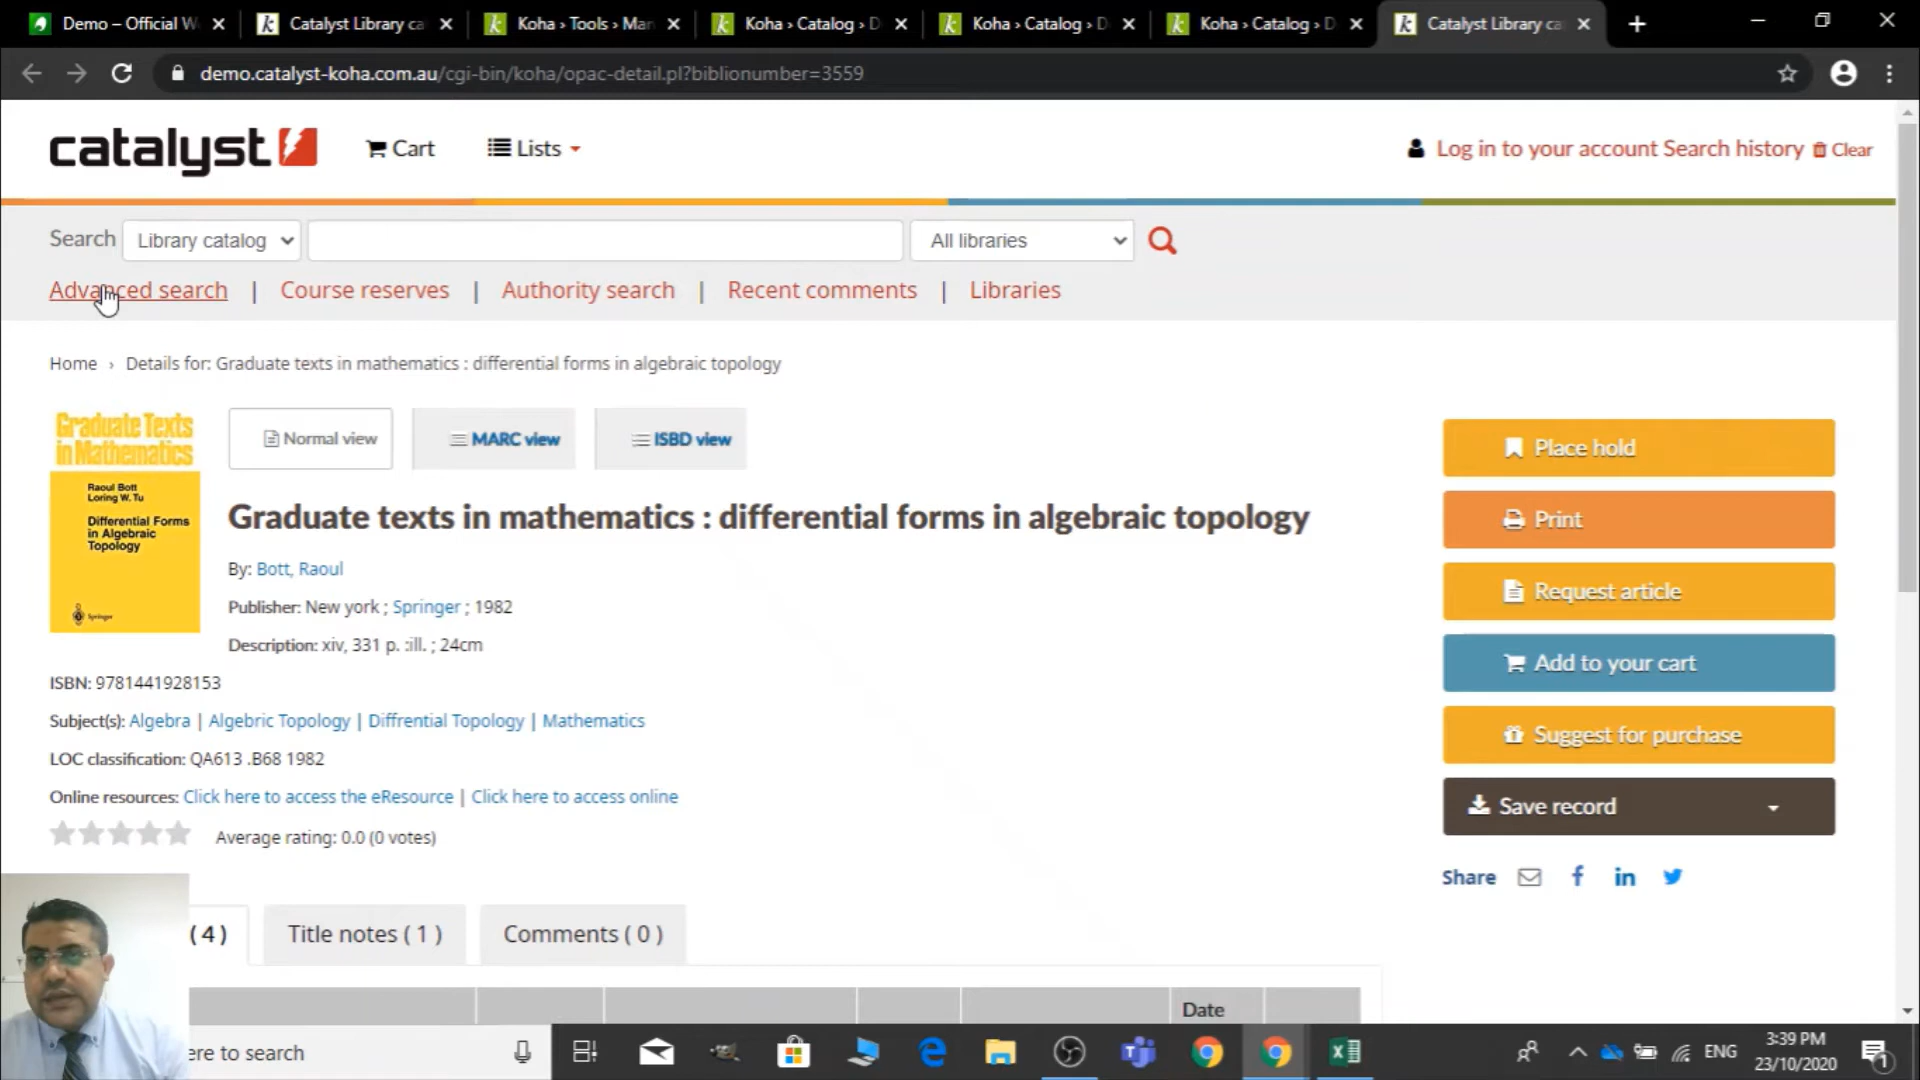 Demo – Official W
Catalyst Library ca
Koha › Tools › Man
Koha › Catalog › D
Koha › Catalog › D
Koha › Catalog › D
Catalyst Library ca
demo.catalyst-koha.com.au/cgi-bin/koha/opac-detail.pl?biblionumber=3559
catalyst
Cart
Lists
Log in to your account Search history Clear
Search Library catalog All libraries
Advanced search | Course reserves | Authority search | Recent comments | Libraries
Home › Details for: Graduate texts in mathematics : differential forms in algebraic topology
Graduate Texts
in Mathematics
Raoul Bott
Loring W. Tu
Differential Forms
in Algebraic
Topology
Springer
Normal view
MARC view
ISBD view
Graduate texts in mathematics : differential forms in algebraic topology
By: Bott, Raoul
Publisher: New york ; Springer ; 1982
Description: xiv, 331 p. :ill. ; 24cm
ISBN: 9781441928153
Subject(s): Algebra | Algebric Topology | Diffrential Topology | Mathematics
LOC classification: QA613 .B68 1982
Online resources: Click here to access the eResource | Click here to access online
Average rating: 0.0 (0 votes)
Place hold
Print
Request article
Add to your cart
Suggest for purchase
Save record
Share
( 4 )
Title notes ( 1 )
Comments ( 0 )
Date
ere to search
ENG
3:39 PM
23/10/2020
1